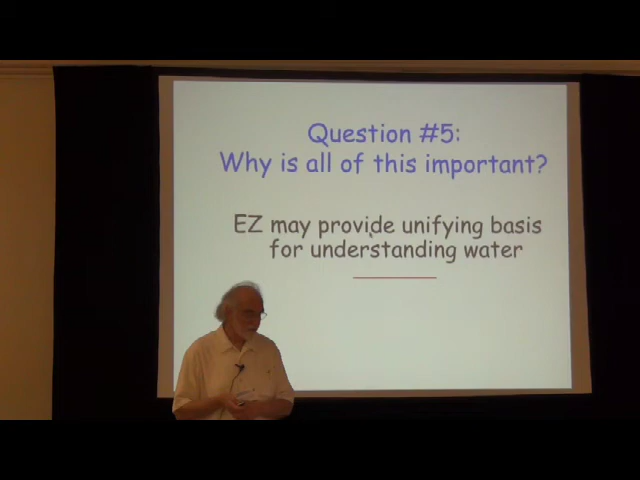 Question #5:
Why is all of this important?
EZ may provide unifying basis
for understanding water